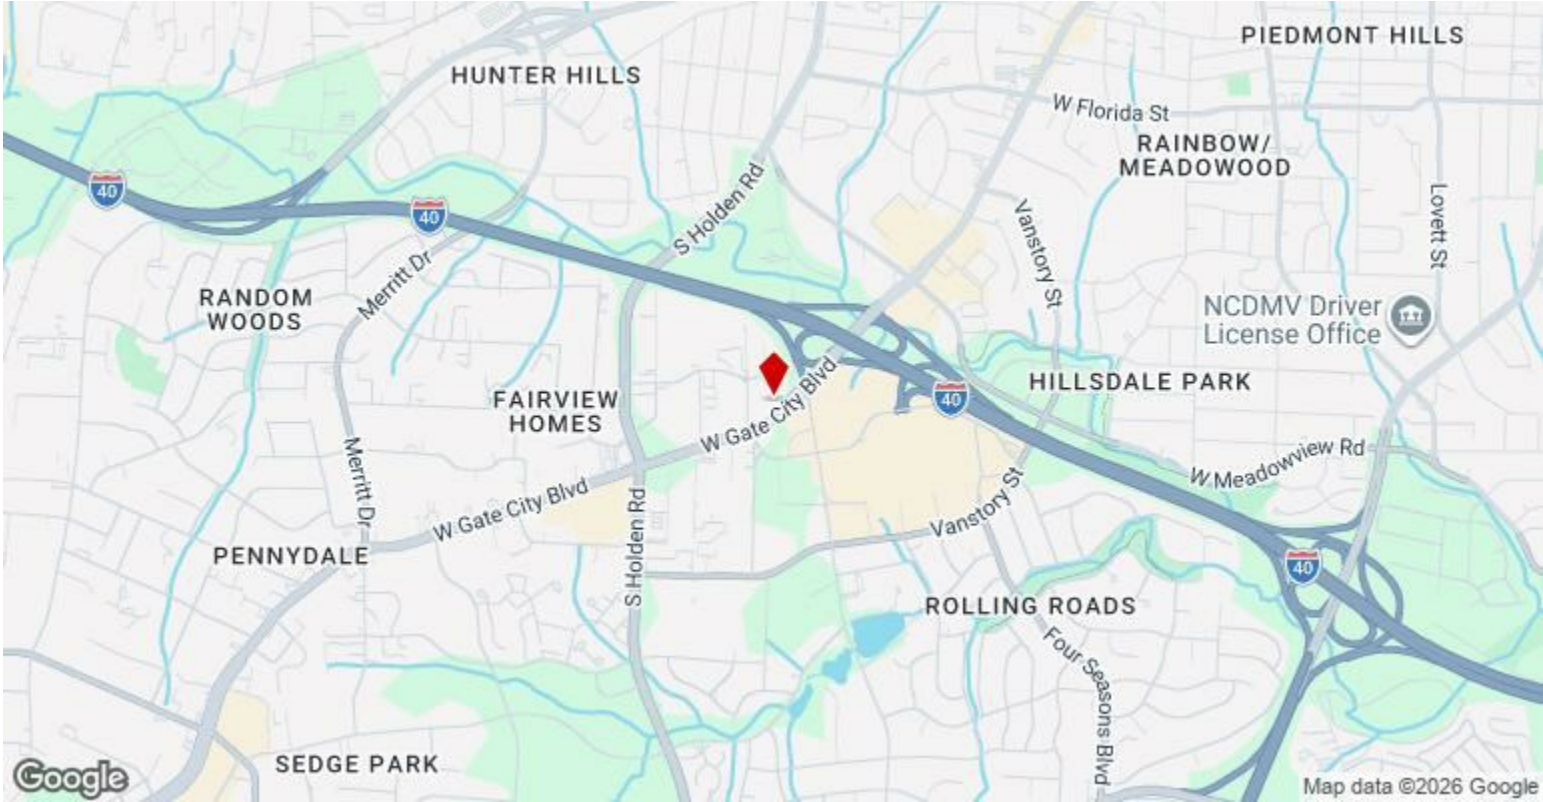 PIEDMONT HILLS
HUNTER HILLS
W Florida St
RAINBOW/
MEADOWOOD
40
40
S Holden Rd
Vanstory St
Lovett St
Merritt Dr
RANDOM
WOODS
NCDMV Driver
License Office
FAIRVIEW
HOMES
HILLSDALE PARK
40
W Gate City Blvd
Merritt Dr
W Meadowview Rd
W Gate City Blvd
S Holden Rd
Vanstory St
PENNYDALE
40
ROLLING ROADS
Four Seasons Blvd
SEDGE PARK
Google
Map data ©2026 Google